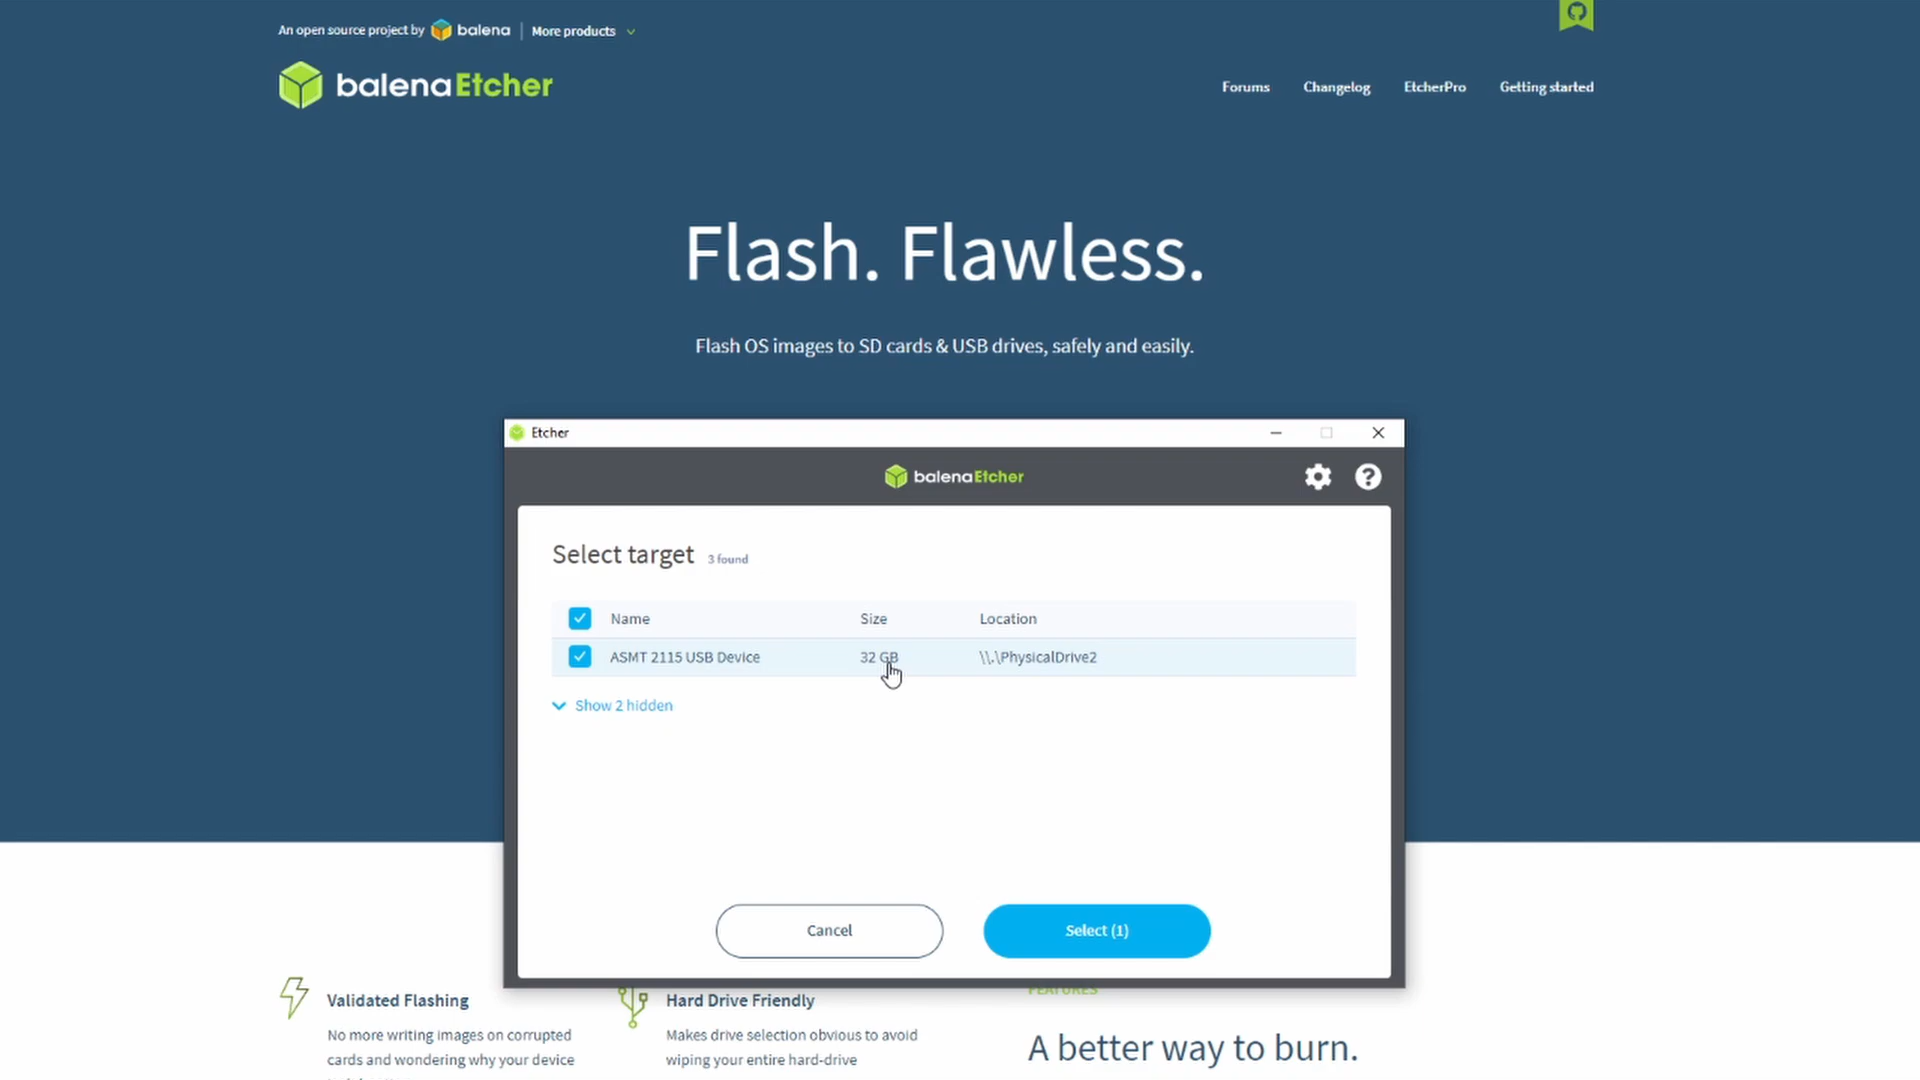 An open source project by balena More products
balenaEtcher
Forums Changelog EtcherPro Getting started
Flash. Flawless.
Flash OS images to SD cards & USB drives, safely and easily.
Etcher
balenaEtcher
Select target 3 found
Name Size Location
ASMT 2115 USB Device 32 GB \\.\PhysicalDrive2
Show 2 hidden
Cancel Select (1)
Validated Flashing
No more writing images on corrupted
cards and wondering why your device
Hard Drive Friendly
Makes drive selection obvious to avoid
wiping your entire hard-drive
FEATURES
A better way to burn.